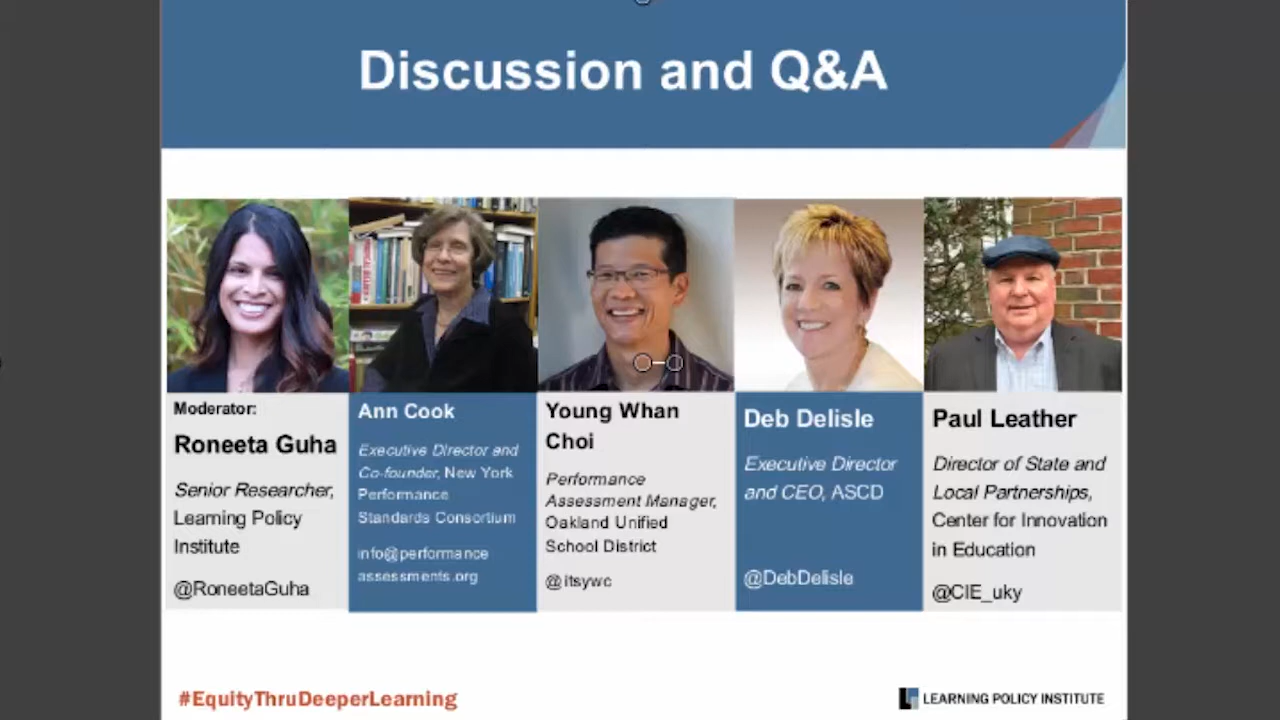 Discussion and Q&A
Moderator:
Roneeta Guha
Senior Researcher,
Learning Policy
Institute
@RoneetaGuha
Ann Cook
Executive Director and
Co-founder, New York
Performance
Standards Consortium
info@performance
assessments.org
Young Whan
Choi
Performance
Assessment Manager,
Oakland Unified
School District
@itsywc
Deb Delisle
Executive Director
and CEO, ASCD
@DebDelisle
Paul Leather
Director of State and
Local Partnerships,
Center for Innovation
in Education
@CIE_uky
#EquityThruDeeperLearning
LEARNING POLICY INSTITUTE